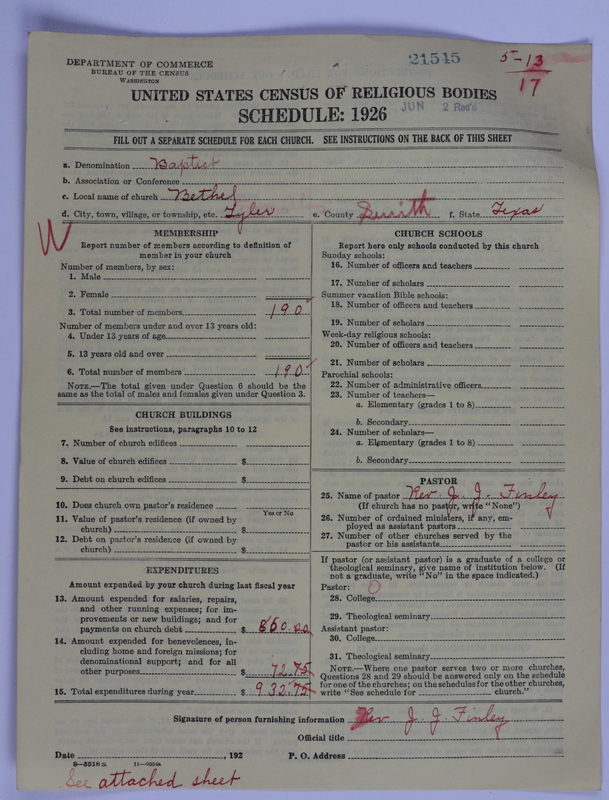 21515
5-13
17
DEPARTMENT OF COMMERCE
BUREAU OF THE CENSUS
WASHINGTON
UNITED STATES CENSUS OF RELIGIOUS BODIES
SCHEDULE: 1926
JUN 2 Rec'd
FILL OUT A SEPARATE SCHEDULE FOR EACH CHURCH. SEE INSTRUCTIONS ON THE BACK OF THIS SHEET
a. Denomination Baptist
b. Association or Conference
c. Local name of church Bethel
d. City, town, village, or township, etc. Tyler e. County Smith f. State Texas
W
MEMBERSHIP
Report number of members according to definition of
member in your church
Number of members, by sex:
1. Male
2. Female
3. Total number of members 190
Number of members under and over 13 years old:
4. Under 13 years of age
5. 13 years old and over
6. Total number of members 190
NOTE.—The total given under Question 6 should be the
same as the total of males and females given under Question 3.
CHURCH BUILDINGS
See instructions, paragraphs 10 to 12
7. Number of church edifices
8. Value of church edifices $
9. Debt on church edifices $
10. Does church own pastor's residence
Yes or No
11. Value of pastor's residence (if owned by
church) $
12. Debt on pastor's residence (if owned by
church) $
EXPENDITURES
Amount expended by your church during last fiscal year
13. Amount expended for salaries, repairs,
and other running expenses; for im-
provements or new buildings; and for
payments on church debt $ 860.00
14. Amount expended for benevolences, in-
cluding home and foreign missions; for
denominational support; and for all
other purposes $ 72.75
15. Total expenditures during year $ 932.75
CHURCH SCHOOLS
Report here only schools conducted by this church
Sunday schools:
16. Number of officers and teachers
17. Number of scholars
Summer vacation Bible schools:
18. Number of officers and teachers
19. Number of scholars
Week-day religious schools:
20. Number of officers and teachers
21. Number of scholars
Parochial schools:
22. Number of administrative officers
23. Number of teachers—
a. Elementary (grades 1 to 8)
b. Secondary
24. Number of scholars—
a. Elementary (grades 1 to 8)
b. Secondary
PASTOR
25. Name of pastor Rev J. J. Finley
(If church has no pastor, write "None")
26. Number of ordained ministers, if any, em-
ployed as assistant pastors
27. Number of other churches served by the
pastor or his assistants
If pastor (or assistant pastor) is a graduate of a college or
theological seminary, give name of institution below. (If
not a graduate, write "No" in the space indicated.)
Pastor: 0
28. College
29. Theological seminary
Assistant pastor:
30. College
31. Theological seminary
NOTE.—Where one pastor serves two or more churches,
Questions 28 and 29 should be answered only on the schedule
for one of the churches; on the schedules for the other churches,
write "See schedule for church."
Signature of person furnishing information Rev J. J. Finley
Official title
Date , 192 P. O. Address
8—5518a 11—9084a
See attached sheet